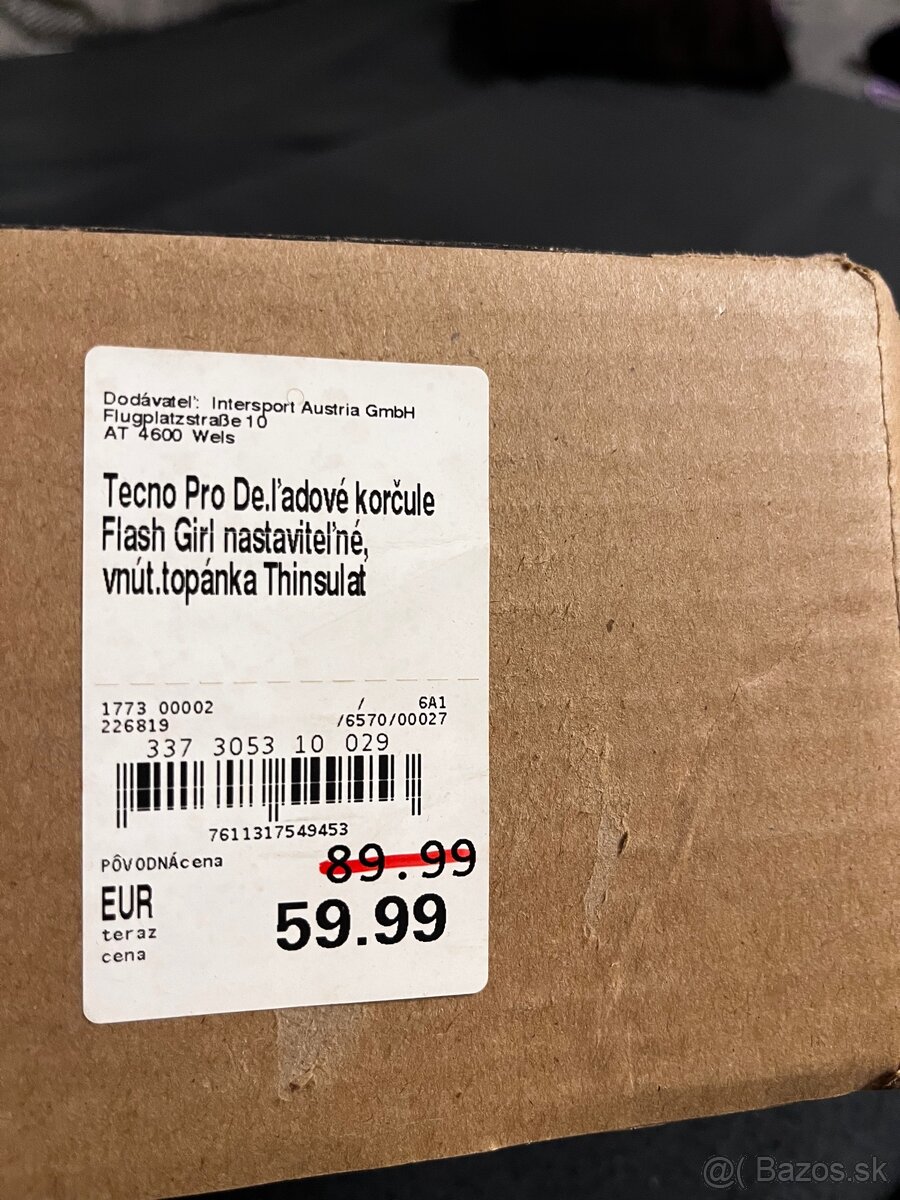 Dodávateľ: Intersport Austria GmbH
Flugplatzstraße 10
AT 4600 Wels
Tecno Pro De.ľadové korčule
Flash Girl nastaviteľné,
vnút.topánka Thinsulat
1773 00002 / 6A1
226819 /6570/00027
337 3053 10 029
7611317549453
PÔVODNÁcena 89.99
EUR 59.99
teraz
cena
@( Bazos.sk